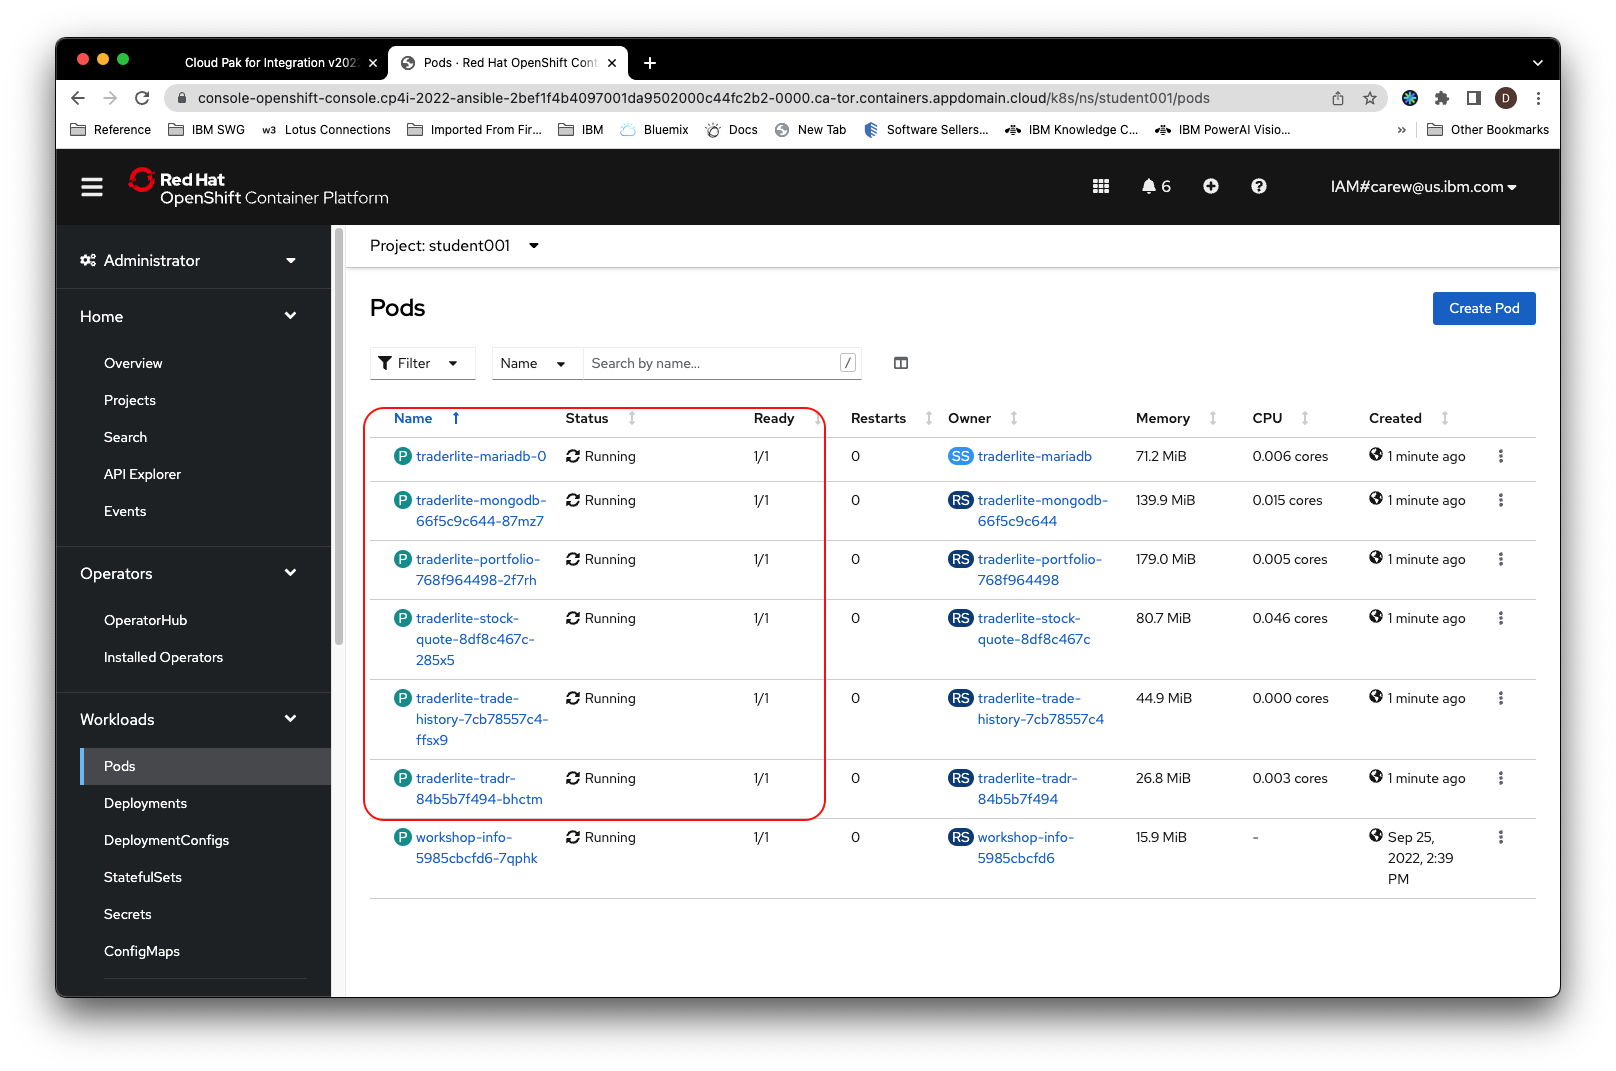 Cloud Pak for Integration v202
Pods · Red Hat OpenShift Cont
console-openshift-console.cp4i-2022-ansible-2bef1f4b4097001da9502000c44fc2b2-0000.ca-tor.containers.appdomain.cloud/k8s/ns/student001/pods
D
Reference IBM SWG w3 Lotus Connections Imported From Fir... IBM Bluemix Docs New Tab Software Sellers... IBM Knowledge C... IBM PowerAI Visio... » Other Bookmarks
Red Hat
OpenShift Container Platform
6
IAM#carew@us.ibm.com
Administrator
Home
Overview
Projects
Search
API Explorer
Events
Operators
OperatorHub
Installed Operators
Workloads
Pods
Deployments
DeploymentConfigs
StatefulSets
Secrets
ConfigMaps
Project: student001
Pods
Create Pod
Filter Name Search by name... /
Name Status Ready Restarts Owner Memory CPU Created
P traderlite-mariadb-0 Running 1/1 0 SS traderlite-mariadb 71.2 MiB 0.006 cores 1 minute ago
P traderlite-mongodb- Running 1/1 0 RS traderlite-mongodb- 139.9 MiB 0.015 cores 1 minute ago
66f5c9c644-87mz7 66f5c9c644
P traderlite-portfolio- Running 1/1 0 RS traderlite-portfolio- 179.0 MiB 0.005 cores 1 minute ago
768f964498-2f7rh 768f964498
P traderlite-stock- Running 1/1 0 RS traderlite-stock- 80.7 MiB 0.046 cores 1 minute ago
quote-8df8c467c- quote-8df8c467c
285x5
P traderlite-trade- Running 1/1 0 RS traderlite-trade- 44.9 MiB 0.000 cores 1 minute ago
history-7cb78557c4- history-7cb78557c4
ffsx9
P traderlite-tradr- Running 1/1 0 RS traderlite-tradr- 26.8 MiB 0.003 cores 1 minute ago
84b5b7f494-bhctm 84b5b7f494
P workshop-info- Running 1/1 0 RS workshop-info- 15.9 MiB - Sep 25,
5985cbcfd6-7qphk 5985cbcfd6 2022, 2:39
PM